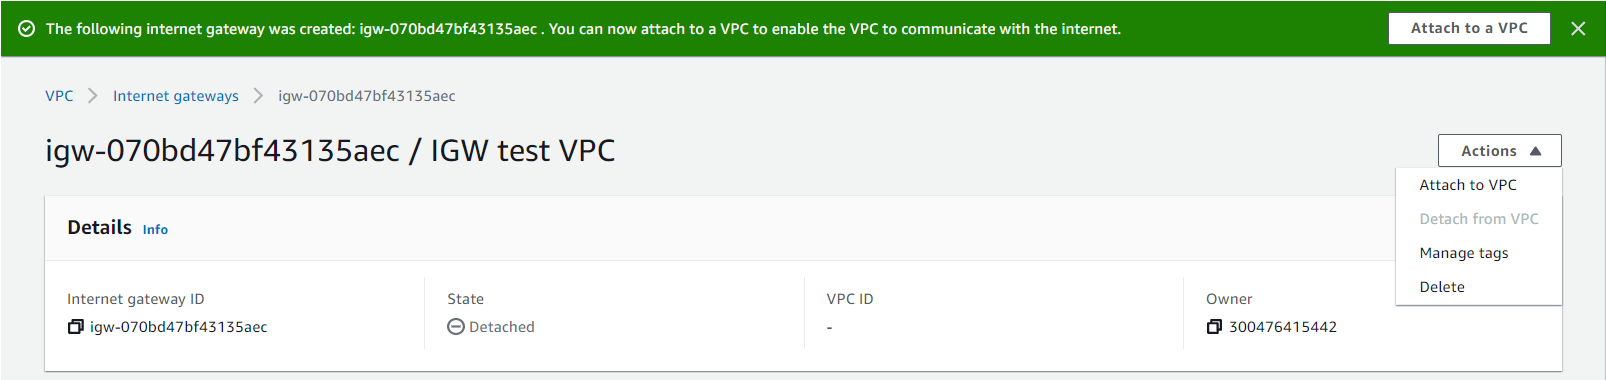 The following internet gateway was created: igw-070bd47bf43135aec . You can now attach to a VPC to enable the VPC to communicate with the internet.
Attach to a VPC
VPC
Internet gateways
igw-070bd47bf43135aec
igw-070bd47bf43135aec / IGW test VPC
Actions
Attach to VPC
Detach from VPC
Manage tags
Delete
Details Info
Internet gateway ID
igw-070bd47bf43135aec
State
Detached
VPC ID
-
Owner
300476415442